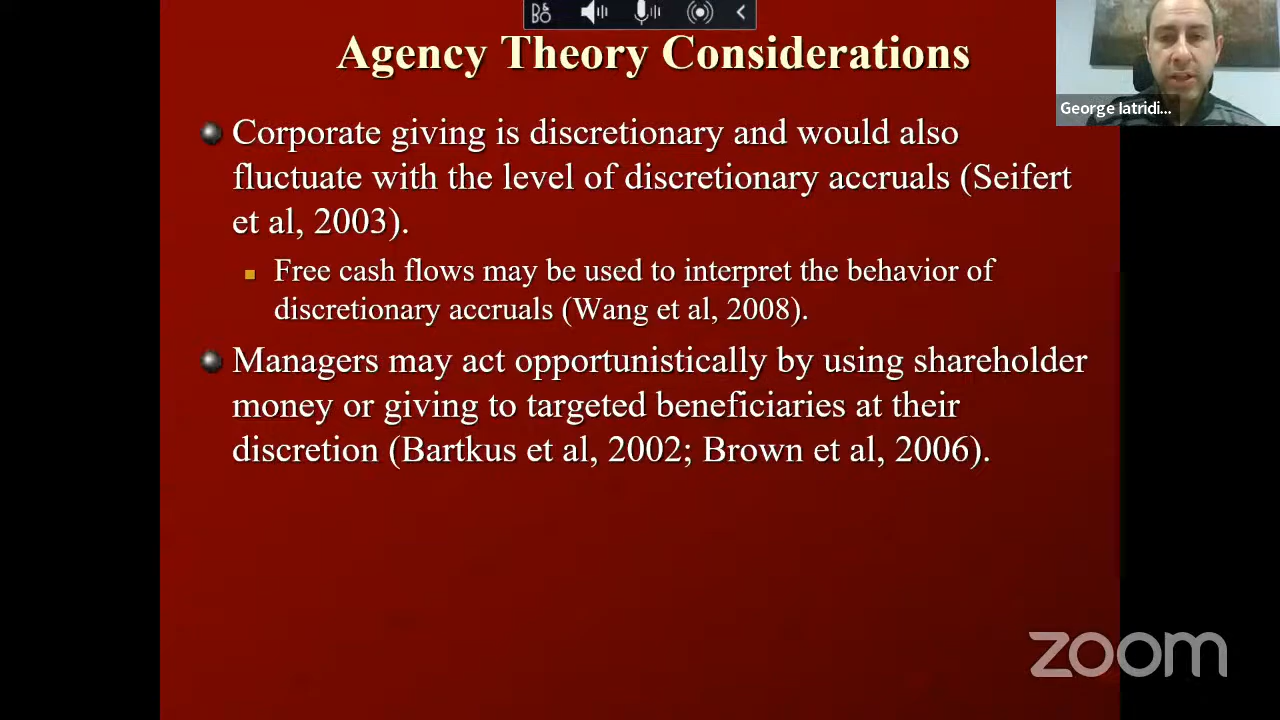 Agency Theory Considerations
George Iatridi...
Corporate giving is discretionary and would also
fluctuate with the level of discretionary accruals (Seifert
et al, 2003).
Free cash flows may be used to interpret the behavior of
discretionary accruals (Wang et al, 2008).
Managers may act opportunistically by using shareholder
money or giving to targeted beneficiaries at their
discretion (Bartkus et al, 2002; Brown et al, 2006).
zoom